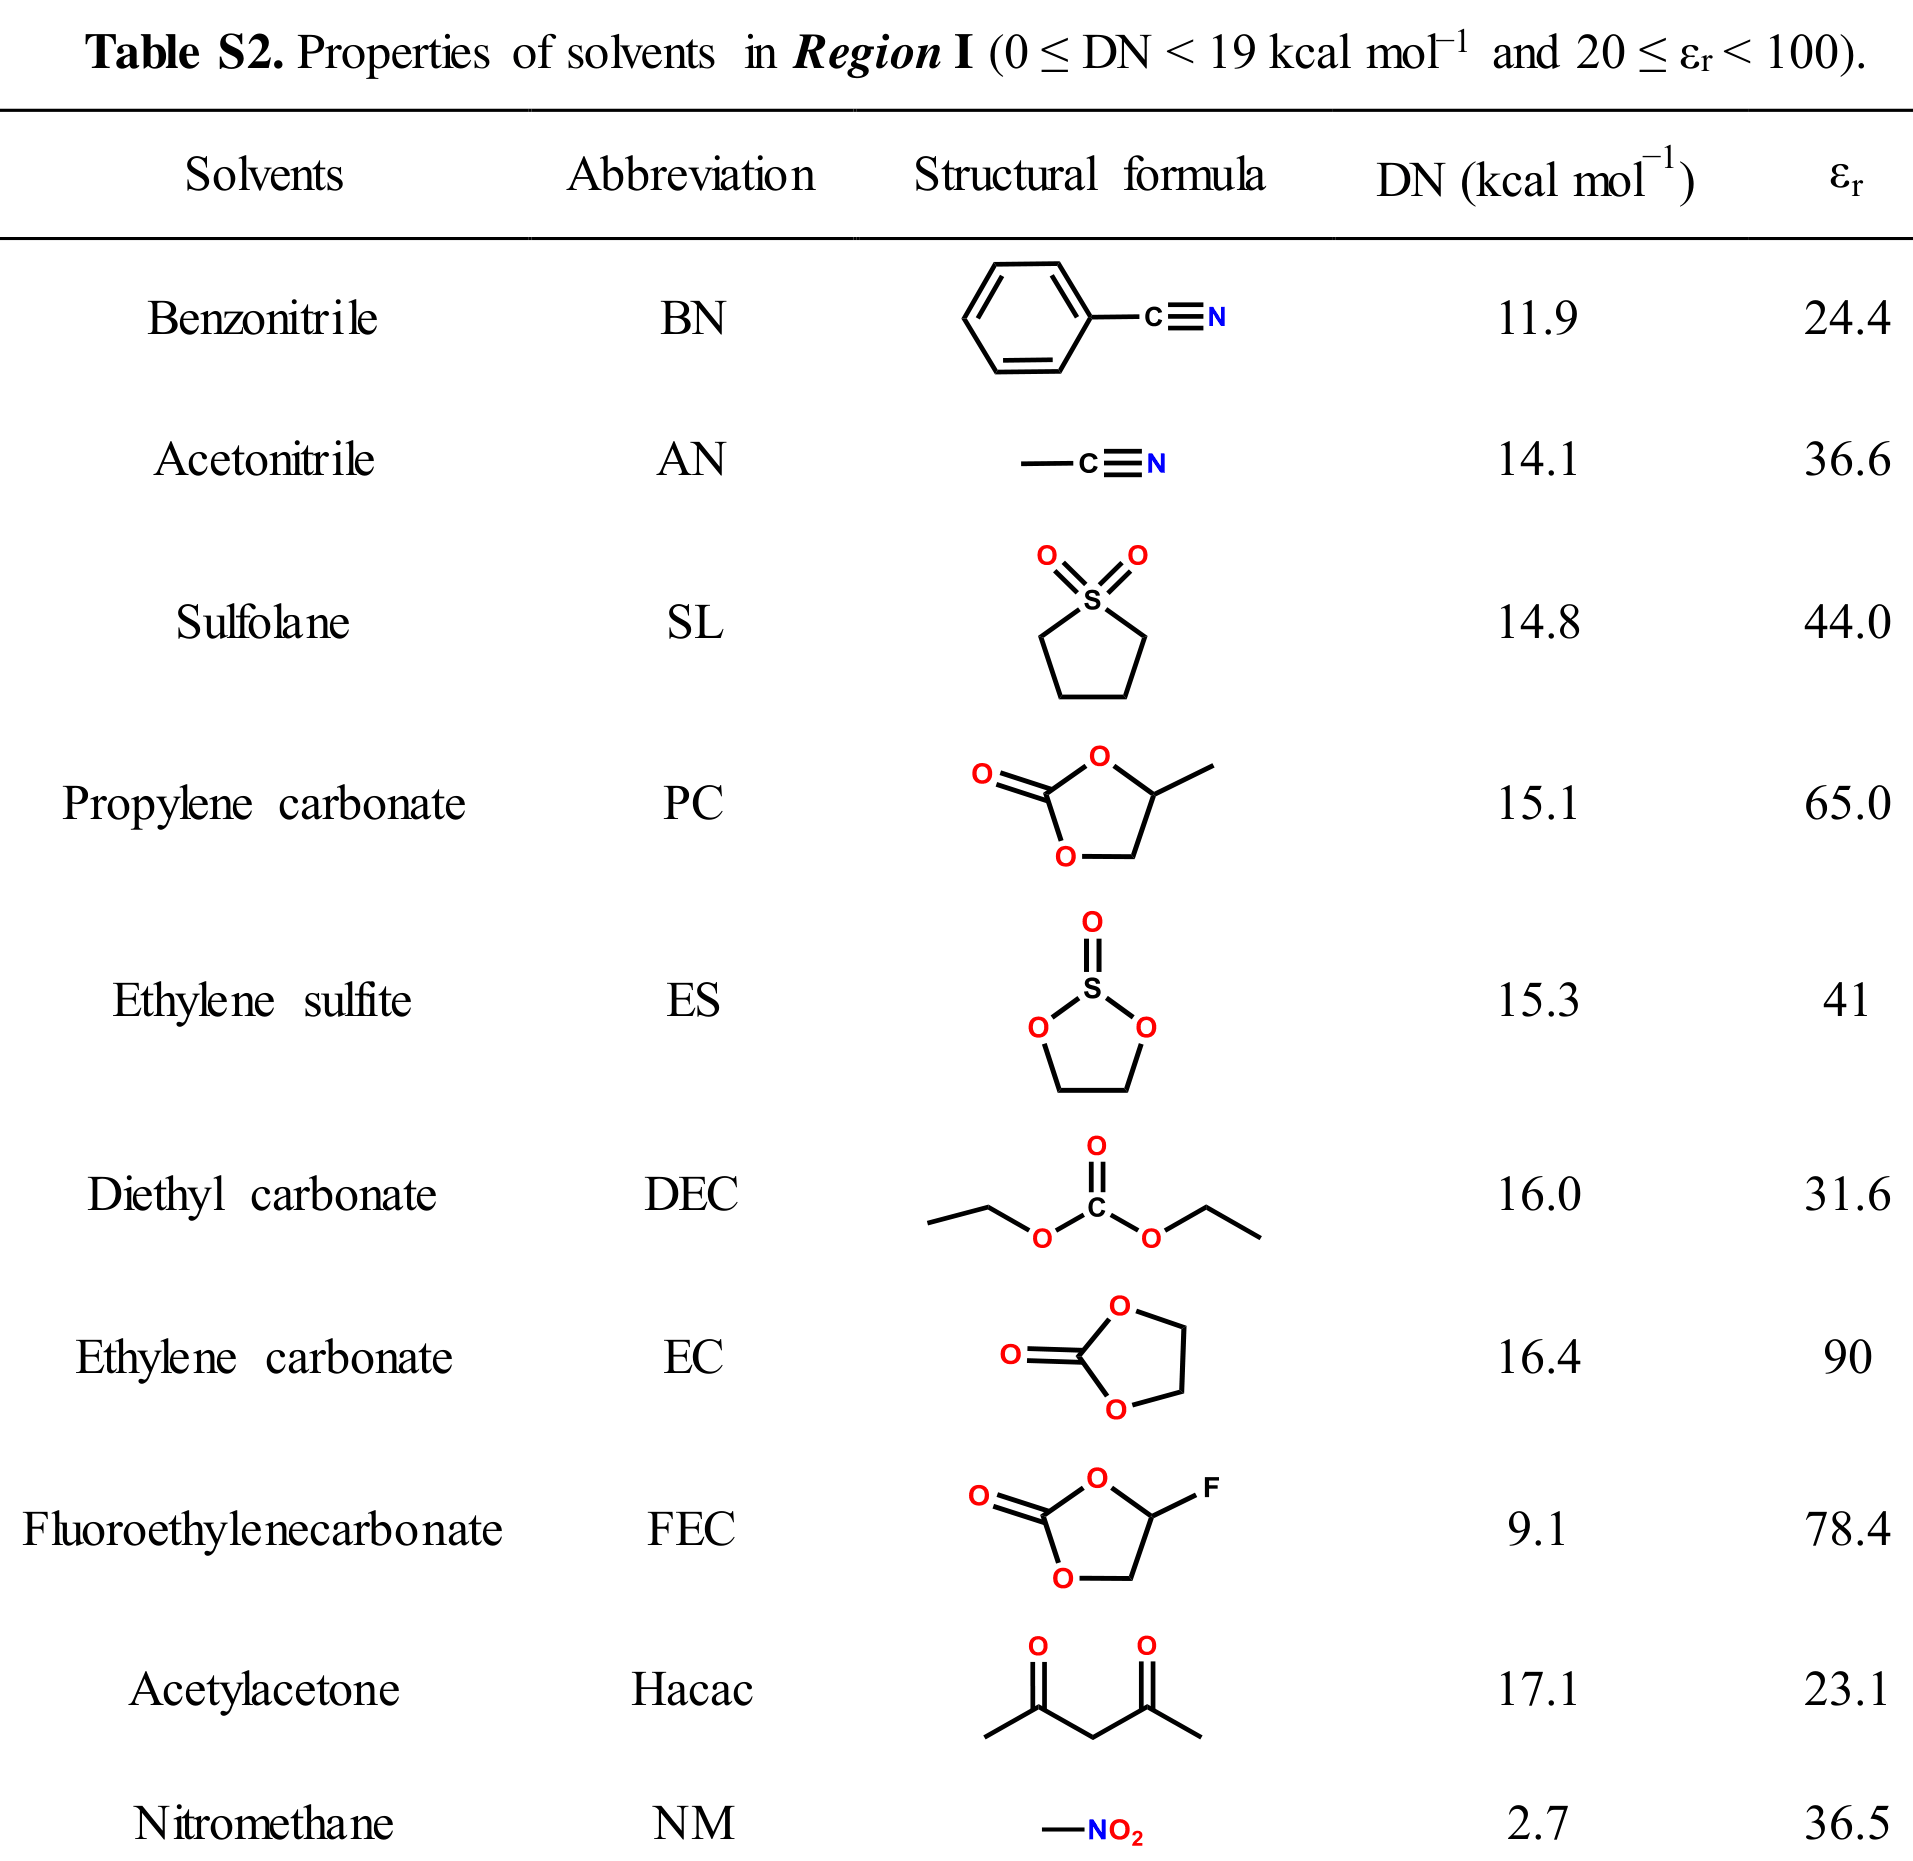 Table S2. Properties of solvents in Region I (0 ≤ DN < 19 kcal mol⁻¹ and 20 ≤ εᵣ < 100).
Solvents Abbreviation Structural formula DN (kcal mol⁻¹) εᵣ
Benzonitrile BN C N 11.9 24.4
Acetonitrile AN C N 14.1 36.6
O O
S
Sulfolane SL 14.8 44.0
O
O
Propylene carbonate PC 15.1 65.0
O
O
S
Ethylene sulfite ES 15.3 41
O O
O
Diethyl carbonate DEC C 16.0 31.6
O O
O
Ethylene carbonate EC O 16.4 90
O
O F
O
Fluoroethylenecarbonate FEC 9.1 78.4
O
O O
Acetylacetone Hacac 17.1 23.1
Nitromethane NM NO₂ 2.7 36.5